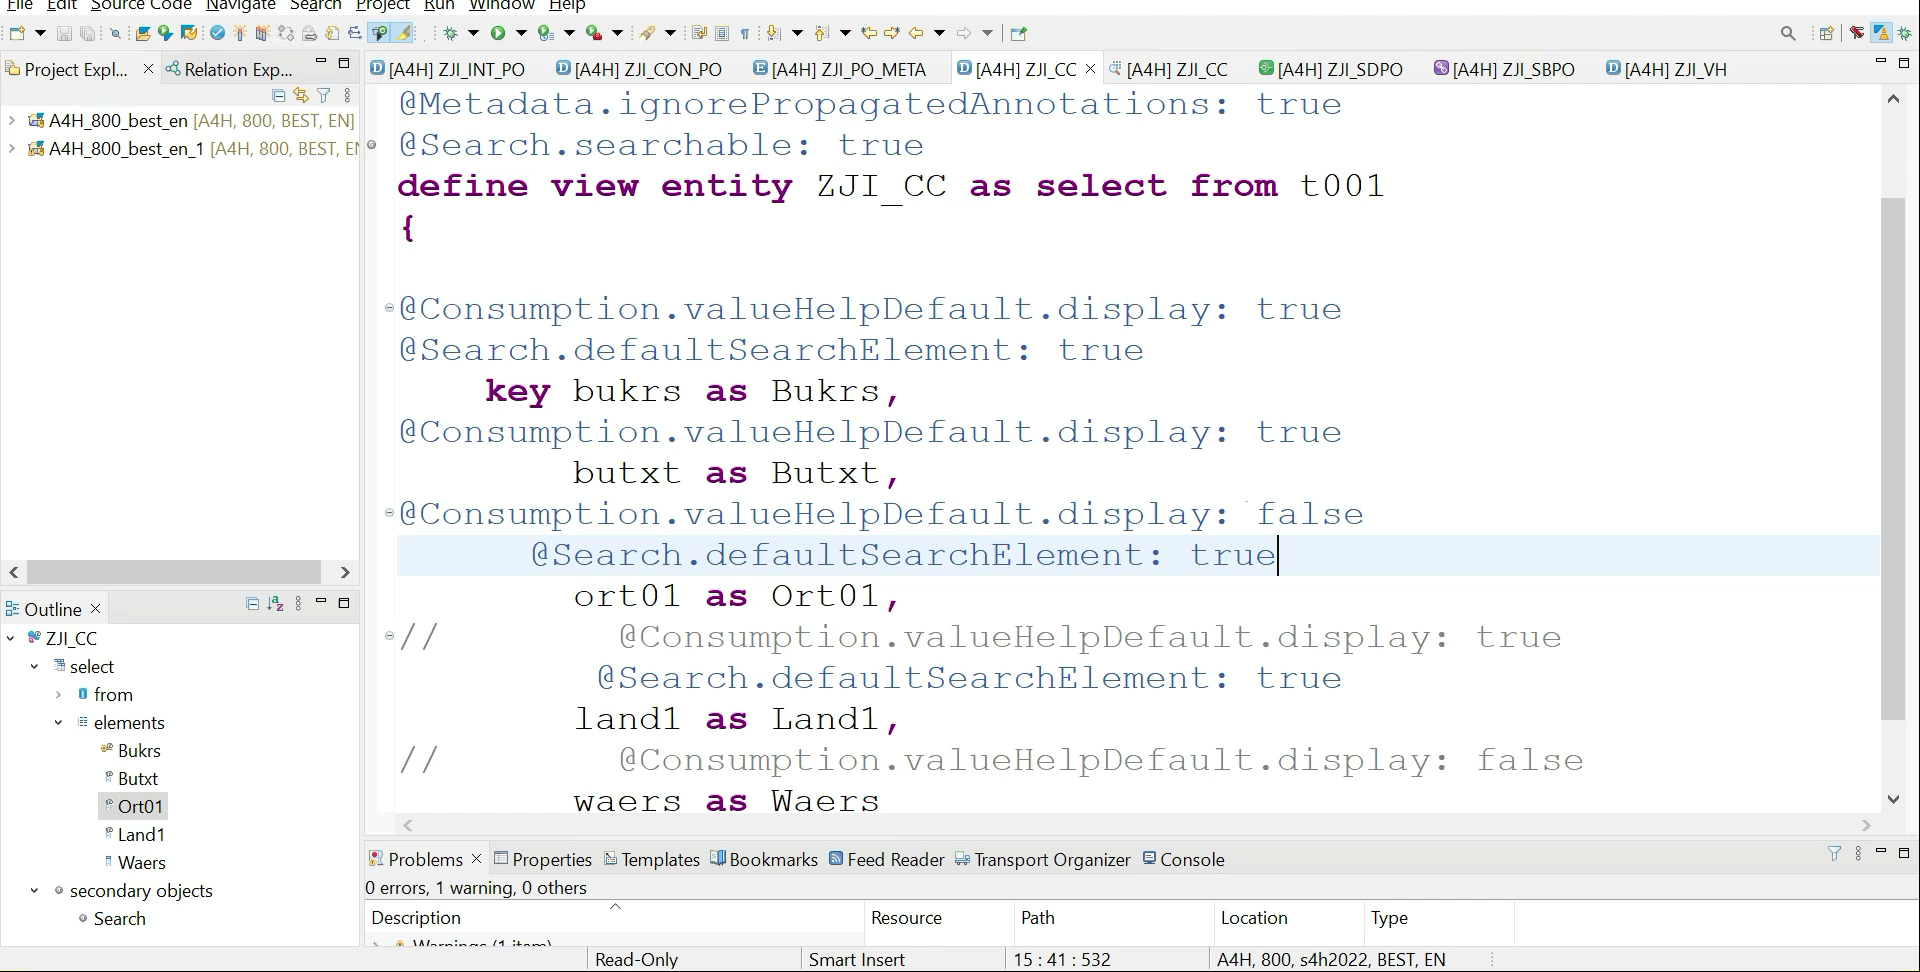 File Edit Source Code Navigate Search Project Run Window Help
Project Expl... Relation Exp...
A4H_800_best_en [A4H, 800, BEST, EN]
A4H_800_best_en_1 [A4H, 800, BEST, EN
[A4H] ZJI_INT_PO [A4H] ZJI_CON_PO [A4H] ZJI_PO_META [A4H] ZJI_CC [A4H] ZJI_CC [A4H] ZJI_SDPO [A4H] ZJI_SBPO [A4H] ZJI_VH
@Metadata.ignorePropagatedAnnotations: true
@Search.searchable: true
define view entity ZJI_CC as select from t001
{
@Consumption.valueHelpDefault.display: true
@Search.defaultSearchElement: true
key bukrs as Bukrs,
@Consumption.valueHelpDefault.display: true
butxt as Butxt,
@Consumption.valueHelpDefault.display: false
@Search.defaultSearchElement: true
ort01 as Ort01,
// @Consumption.valueHelpDefault.display: true
@Search.defaultSearchElement: true
land1 as Land1,
// @Consumption.valueHelpDefault.display: false
waers as Waers
Outline
ZJI_CC
select
from
elements
Bukrs
Butxt
Ort01
Land1
Waers
secondary objects
Search
Problems Properties Templates Bookmarks Feed Reader Transport Organizer Console
0 errors, 1 warning, 0 others
Description Resource Path Location Type
Warnings (1 item)
Read-Only Smart Insert 15 : 41 : 532 A4H, 800, s4h2022, BEST, EN